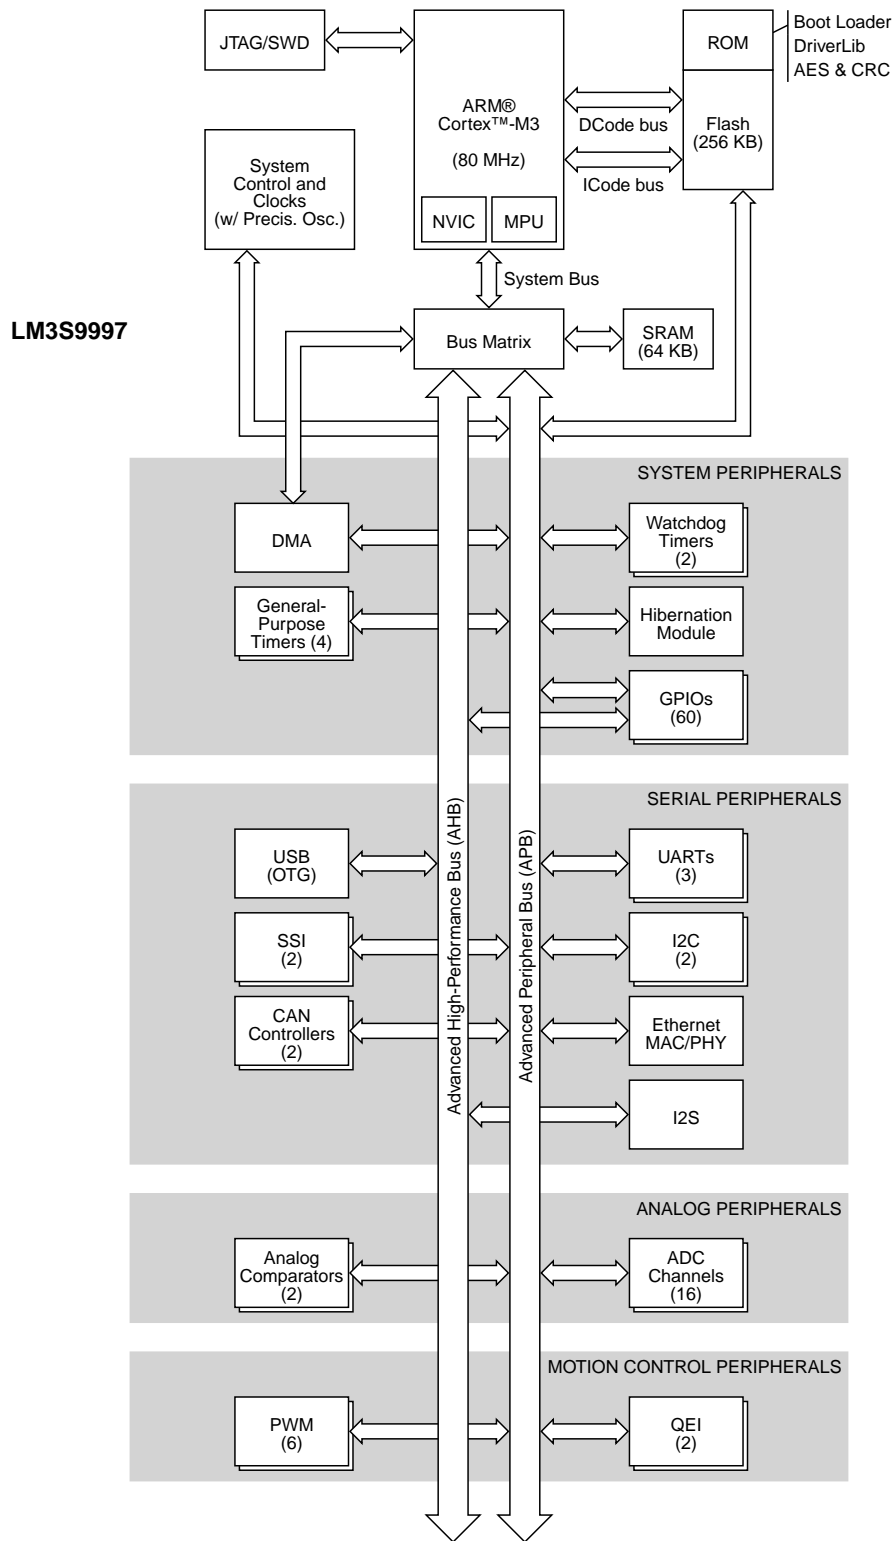 JTAG/SWD
ARM®
Cortex™-M3
(80 MHz)
NVIC
MPU
ROM
Boot Loader
DriverLib
AES & CRC
Flash
(256 KB)
DCode bus
ICode bus
System
Control and
Clocks
(w/ Precis. Osc.)
System Bus
LM3S9997
Bus Matrix
SRAM
(64 KB)
SYSTEM PERIPHERALS
DMA
Watchdog
Timers
(2)
General-
Purpose
Timers (4)
Hibernation
Module
GPIOs
(60)
Advanced High-Performance Bus (AHB)
Advanced Peripheral Bus (APB)
SERIAL PERIPHERALS
USB
(OTG)
UARTs
(3)
SSI
(2)
I2C
(2)
CAN
Controllers
(2)
Ethernet
MAC/PHY
I2S
ANALOG PERIPHERALS
Analog
Comparators
(2)
ADC
Channels
(16)
MOTION CONTROL PERIPHERALS
PWM
(6)
QEI
(2)